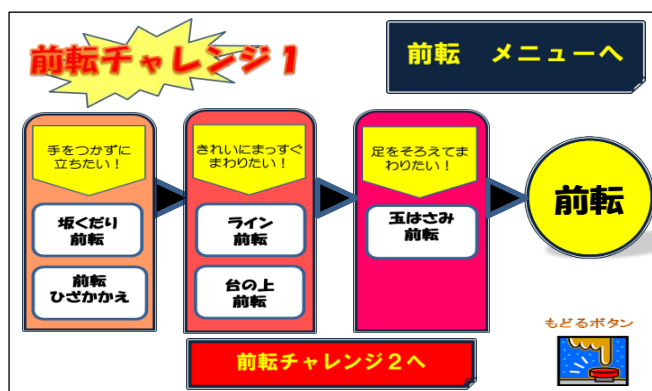 前転チャレンジ1
前転　メニューへ
手をつかずに
立ちたい！
坂くだり
前転
前転
ひざかかえ
きれいにまっすぐ
まわりたい！
ライン
前転
台の上
前転
足をそろえてま
わりたい！
玉はさみ
前転
前転
前転チャレンジ２へ
もどるボタン